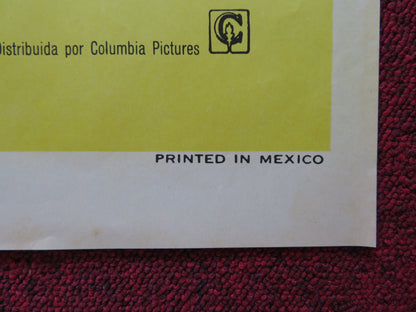 Distribuida por Columbia Pictures
PRINTED IN MEXICO